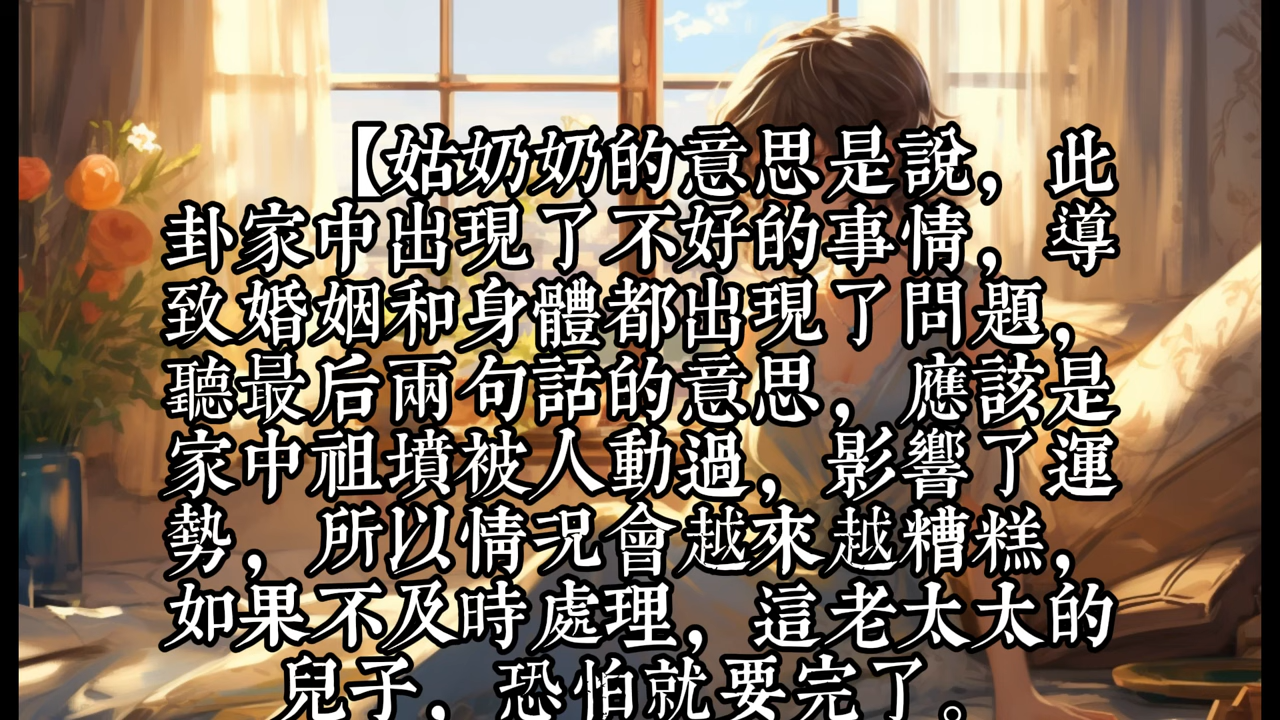 【姑奶奶的意思是說，此
卦家中出現了不好的事情，導
致婚姻和身體都出現了問題，
聽最后兩句話的意思，應該是
家中祖墳被人動過，影響了運
勢，所以情況會越來越糟糕，
如果不及時處理，這老太太的
兒子，恐怕就要完了。